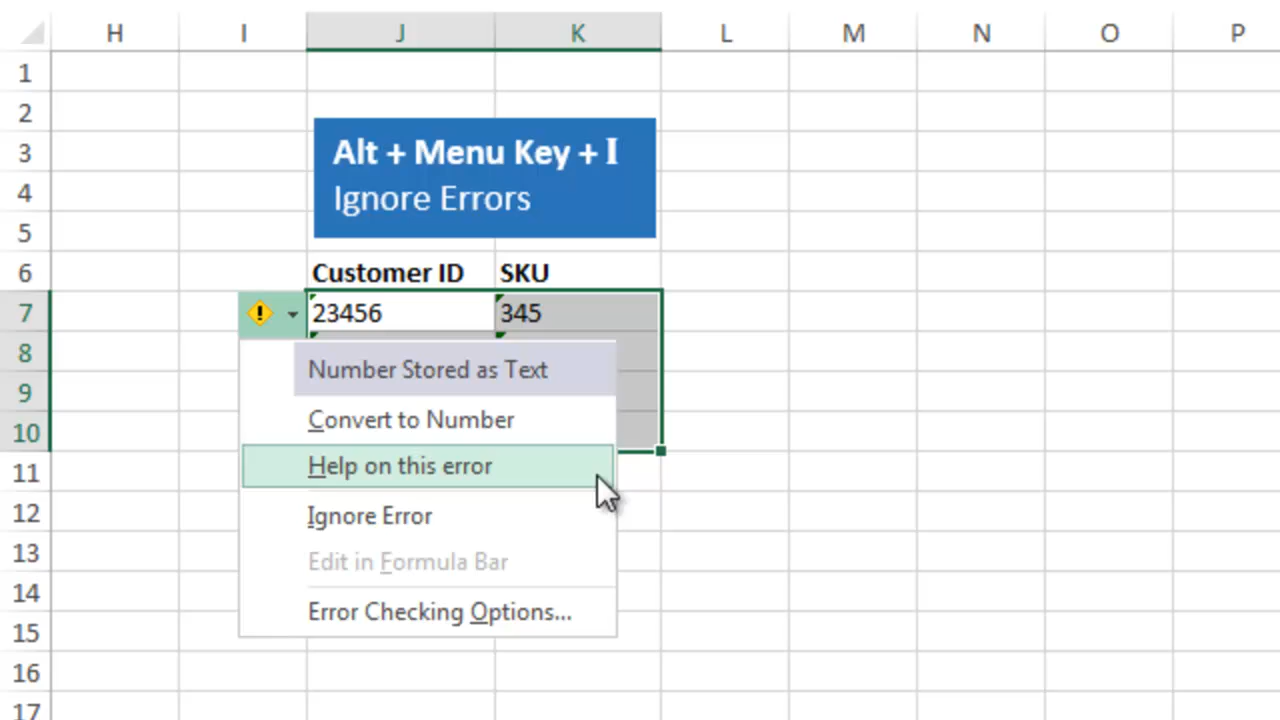 H I J K L M N O P
1
2
3 Alt + Menu Key + I
4 Ignore Errors
5
6 Customer ID SKU
7 23456 345
8 Number Stored as Text
9 Convert to Number
10
11 Help on this error
12 Ignore Error
13 Edit in Formula Bar
14
15 Error Checking Options...
16
17